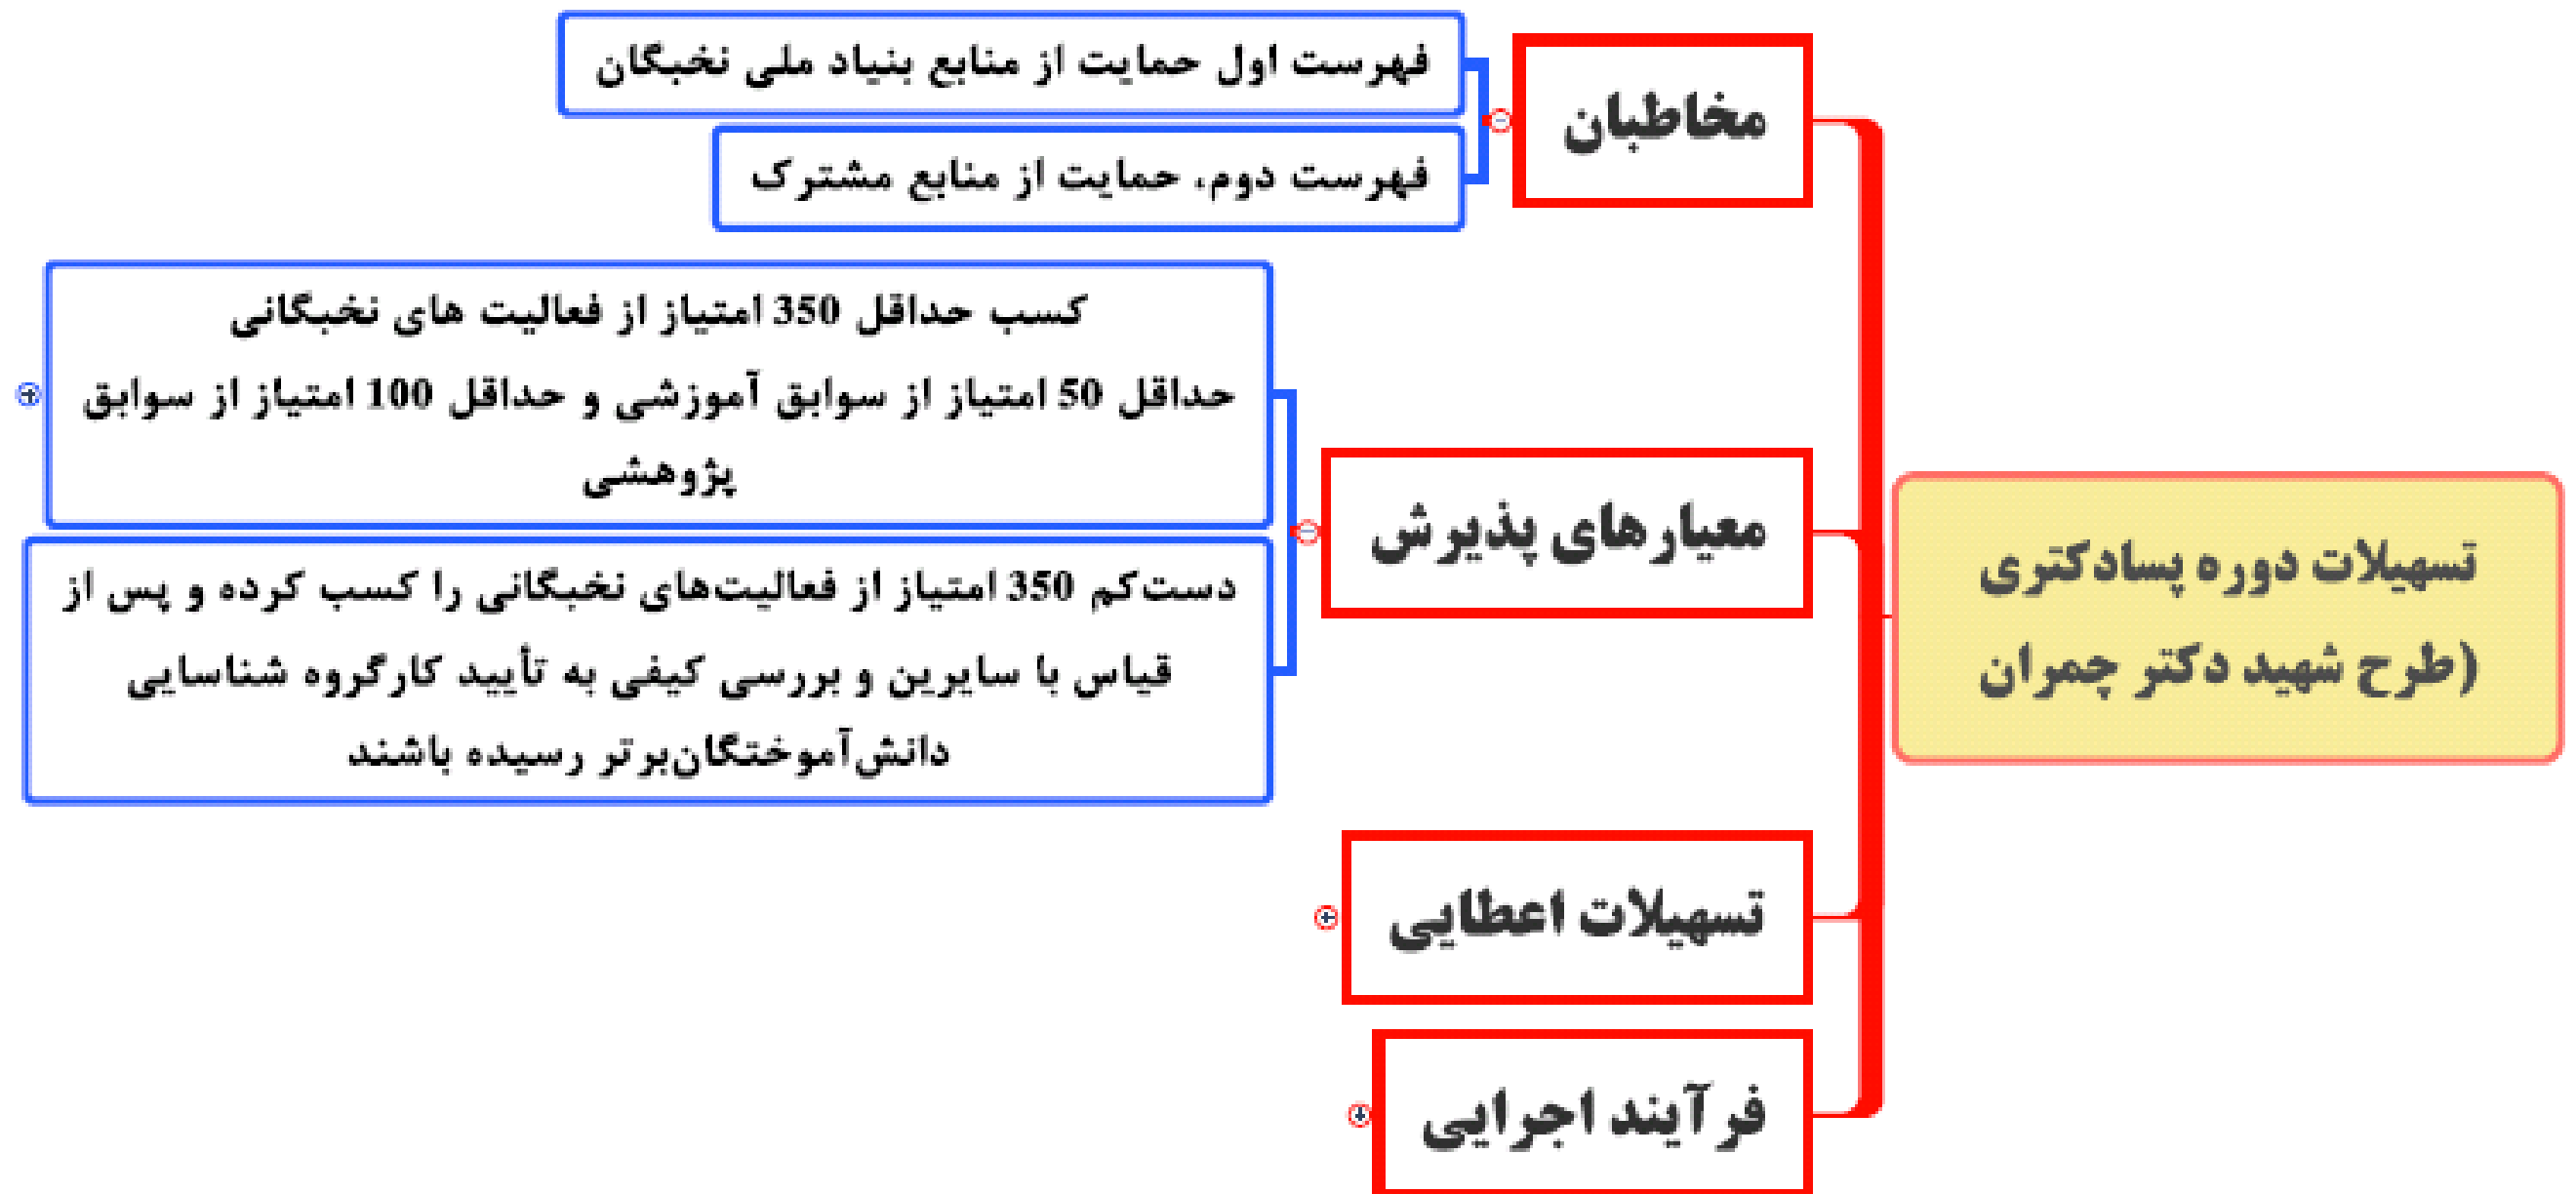 تسهیلات دوره پسادکتری
(طرح شهید دکتر چمران
مخاطبان
فهرست اول حمایت از منابع بنیاد ملی نخبگان
فهرست دوم، حمایت از منابع مشترک
معیارهای پذیرش
کسب حداقل 350 امتیاز از فعالیت های نخبگانی
حداقل 50 امتیاز از سوابق آموزشی و حداقل 100 امتیاز از سوابق
پژوهشی
دست‌کم 350 امتیاز از فعالیت‌های نخبگانی را کسب کرده و پس از
قیاس با سایرین و بررسی کیفی به تأیید کارگروه شناسایی
دانش‌آموختگان‌برتر رسیده باشند
تسهیلات اعطایی
فرآیند اجرایی